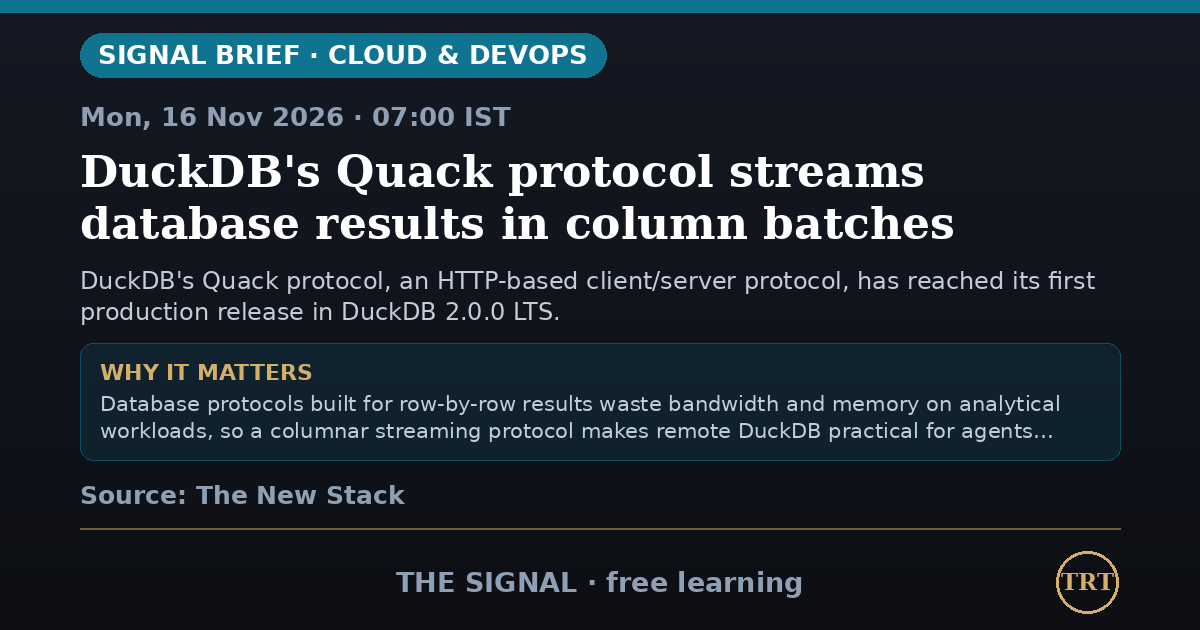 SIGNAL BRIEF · CLOUD & DEVOPS
Mon, 16 Nov 2026 · 07:00 IST
DuckDB's Quack protocol streams
database results in column batches
DuckDB's Quack protocol, an HTTP-based client/server protocol, has reached its first
production release in DuckDB 2.0.0 LTS.
WHY IT MATTERS
Database protocols built for row-by-row results waste bandwidth and memory on analytical
workloads, so a columnar streaming protocol makes remote DuckDB practical for agents…
Source: The New Stack
THE SIGNAL · free learning
TRT